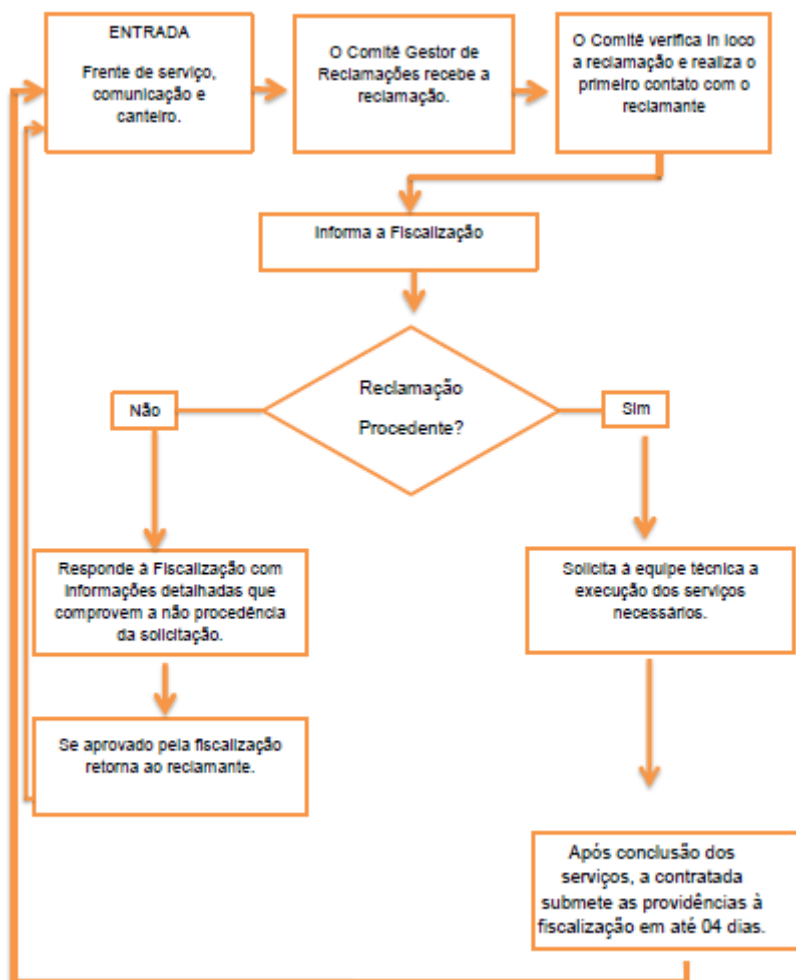 ENTRADA
Frente de serviço,
comunicação e
canteiro.
O Comitê Gestor de
Reclamações recebe a
reclamação.
O Comitê verifica in loco
a reclamação e realiza o
primeiro contato com o
reclamante
Informa a Fiscalização
Reclamação
Procedente?
Não
Sim
Responde à Fiscalização com
informações detalhadas que
comprovem a não procedência
da solicitação.
Solicita à equipe técnica a
execução dos serviços
necessários.
Se aprovado pela fiscalização
retorna ao reclamante.
Após conclusão dos
serviços, a contratada
submete as providências à
fiscalização em até 04 dias.